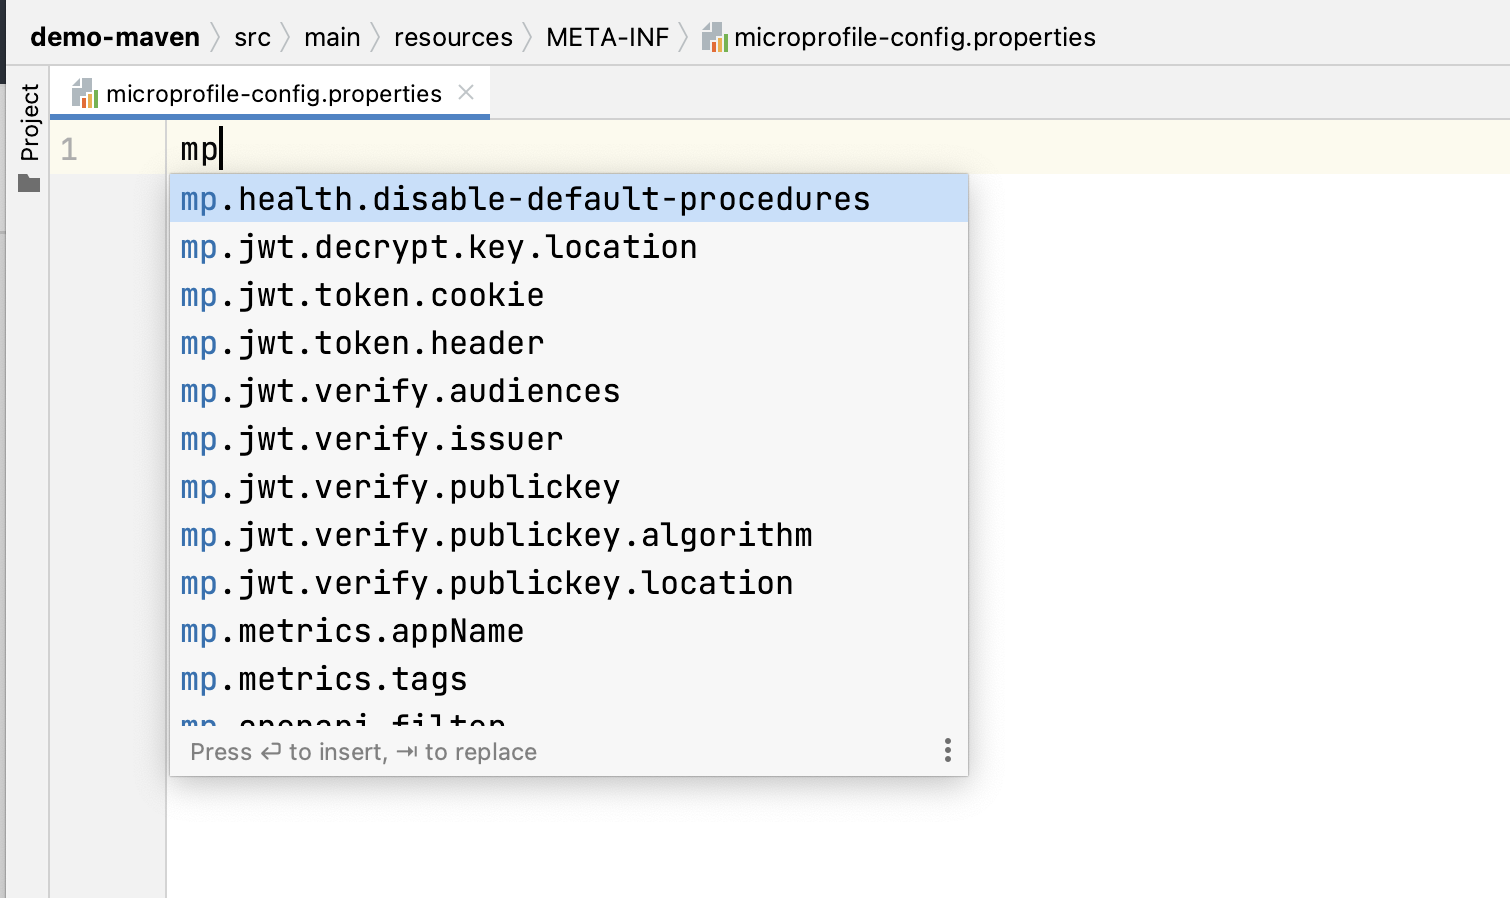 demo-maven src main resources META-INF microprofile-config.properties
microprofile-config.properties
Project
1 mp
mp.health.disable-default-procedures
mp.jwt.decrypt.key.location
mp.jwt.token.cookie
mp.jwt.token.header
mp.jwt.verify.audiences
mp.jwt.verify.issuer
mp.jwt.verify.publickey
mp.jwt.verify.publickey.algorithm
mp.jwt.verify.publickey.location
mp.metrics.appName
mp.metrics.tags
mp.openapi.filter
Press ↩ to insert, ⇥ to replace